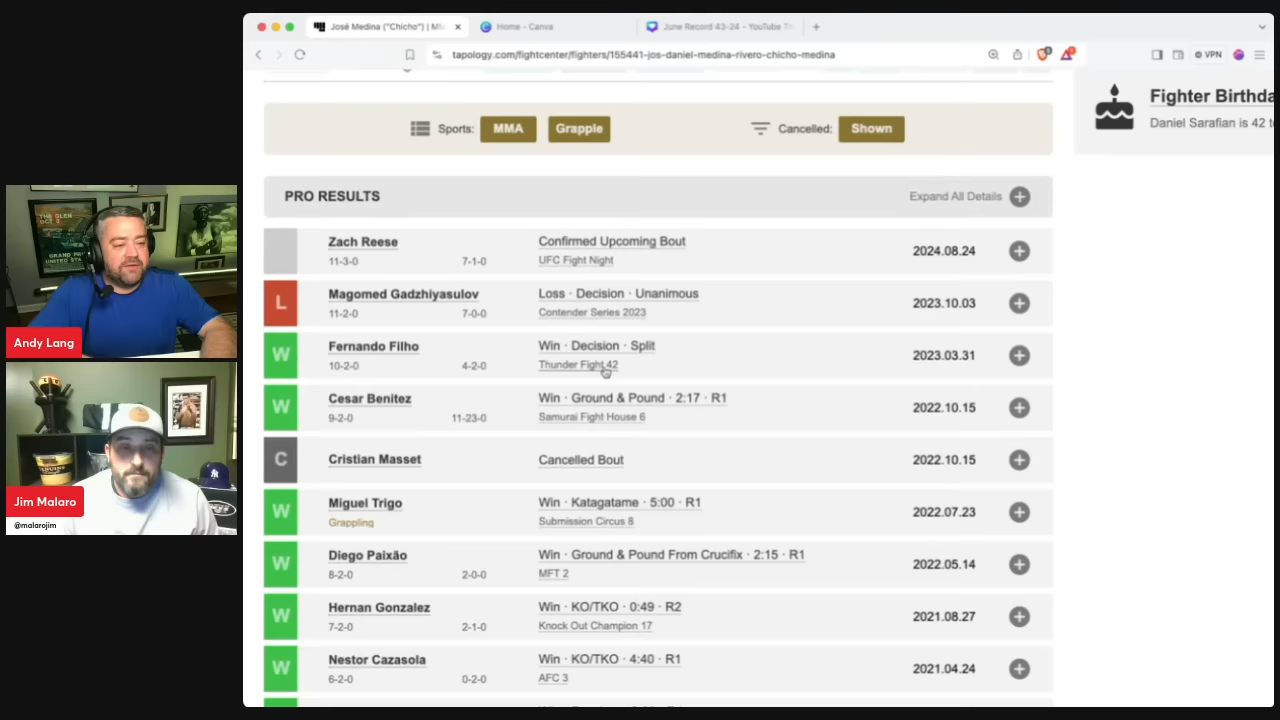 José Medina ("Chicho") | M
Home - Canva
June Record 43-24 - YouTube Th
tapology.com/fightcenter/fighters/155441-jos-daniel-medina-rivero-chicho-medina
VPN
Fighter Birthda
Daniel Sarafian is 42 to
Sports: MMA Grapple Cancelled: Shown
PRO RESULTS Expand All Details
Zach Reese Confirmed Upcoming Bout 2024.08.24
11-3-0 7-1-0 UFC Fight Night
L Magomed Gadzhiyasulov Loss · Decision · Unanimous 2023.10.03
11-2-0 7-0-0 Contender Series 2023
W Fernando Filho Win · Decision · Split 2023.03.31
10-2-0 4-2-0 Thunder Fight 42
W Cesar Benitez Win · Ground & Pound · 2:17 · R1 2022.10.15
9-2-0 11-23-0 Samurai Fight House 6
C Cristian Masset Cancelled Bout 2022.10.15
W Miguel Trigo Win · Katagatame · 5:00 · R1 2022.07.23
Grappling Submission Circus 8
W Diego Paixão Win · Ground & Pound From Crucifix · 2:15 · R1 2022.05.14
8-2-0 2-0-0 MFT 2
W Hernan Gonzalez Win · KO/TKO · 0:49 · R2 2021.08.27
7-2-0 2-1-0 Knock Out Champion 17
W Nestor Cazasola Win · KO/TKO · 4:40 · R1 2021.04.24
6-2-0 0-2-0 AFC 3
THE GLEN
OCT 3
GRAND PRI
UNITED STA
Andy Lang
Jim Malaro
@malarojim